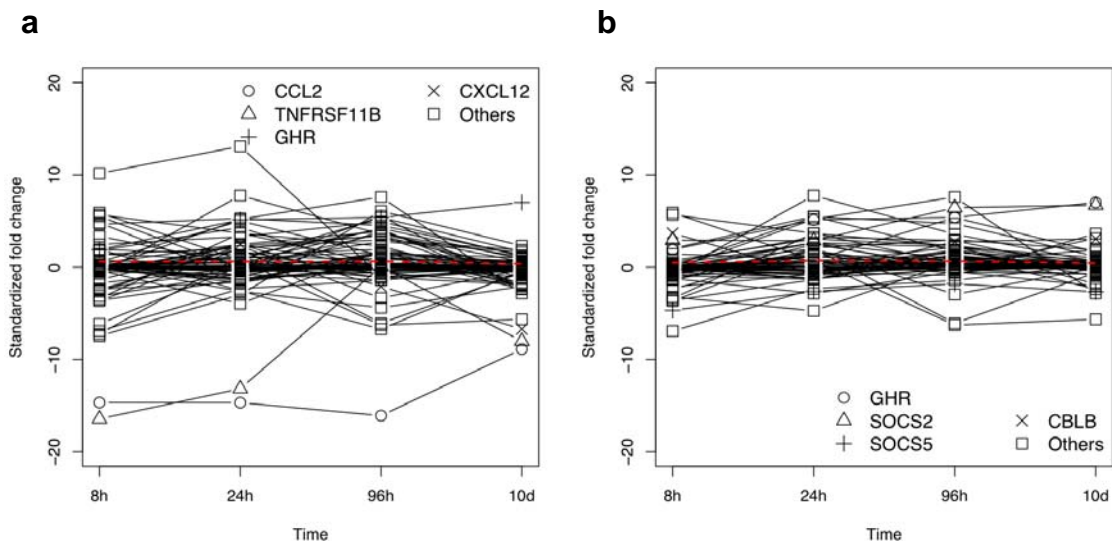 a
20
10
0
−10
−20
Standardized fold change
CCL2
TNFRSF11B
GHR
CXCL12
Others
8h
24h
96h
10d
Time
b
20
10
0
−10
−20
Standardized fold change
GHR
SOCS2
SOCS5
CBLB
Others
8h
24h
96h
10d
Time